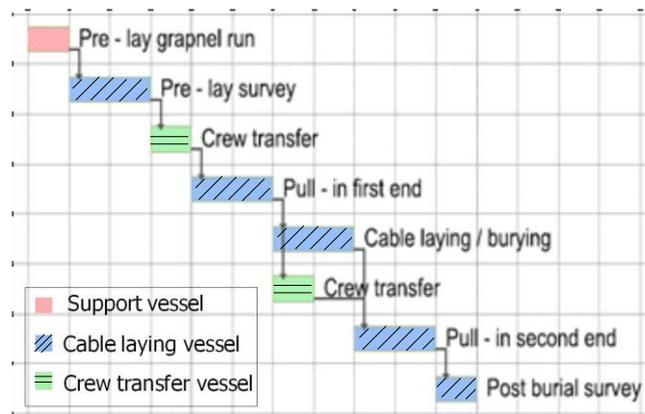 Pre - lay grapnel run
Pre - lay survey
Crew transfer
Pull - in first end
Cable laying / burying
Crew transfer
Pull - in second end
Post burial survey
Support vessel
Cable laying vessel
Crew transfer vessel